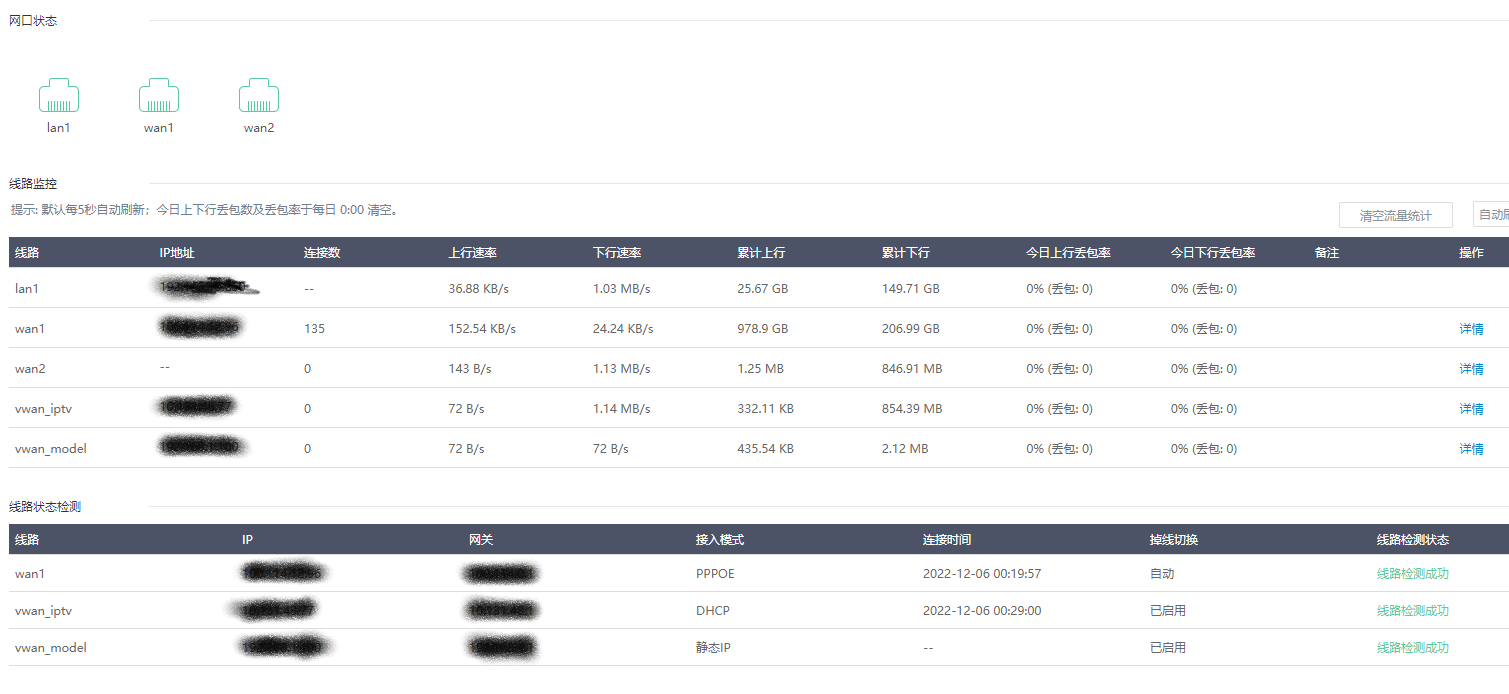 网口状态
lan1 wan1 wan2
线路监控
提示: 默认每5秒自动刷新；今日上下行丢包数及丢包率于每日 0:00 清空。
清空流量统计 自动刷
线路 IP地址 连接数 上行速率 下行速率 累计上行 累计下行 今日上行丢包率 今日下行丢包率 备注 操作
lan1 -- 36.88 KB/s 1.03 MB/s 25.67 GB 149.71 GB 0% (丢包: 0) 0% (丢包: 0)
wan1 135 152.54 KB/s 24.24 KB/s 978.9 GB 206.99 GB 0% (丢包: 0) 0% (丢包: 0) 详情
wan2 -- 0 143 B/s 1.13 MB/s 1.25 MB 846.91 MB 0% (丢包: 0) 0% (丢包: 0) 详情
vwan_iptv 0 72 B/s 1.14 MB/s 332.11 KB 854.39 MB 0% (丢包: 0) 0% (丢包: 0) 详情
vwan_model 0 72 B/s 72 B/s 435.54 KB 2.12 MB 0% (丢包: 0) 0% (丢包: 0) 详情
线路状态检测
线路 IP 网关 接入模式 连接时间 掉线切换 线路检测状态
wan1 PPPOE 2022-12-06 00:19:57 自动 线路检测成功
vwan_iptv DHCP 2022-12-06 00:29:00 已启用 线路检测成功
vwan_model 静态IP -- 已启用 线路检测成功